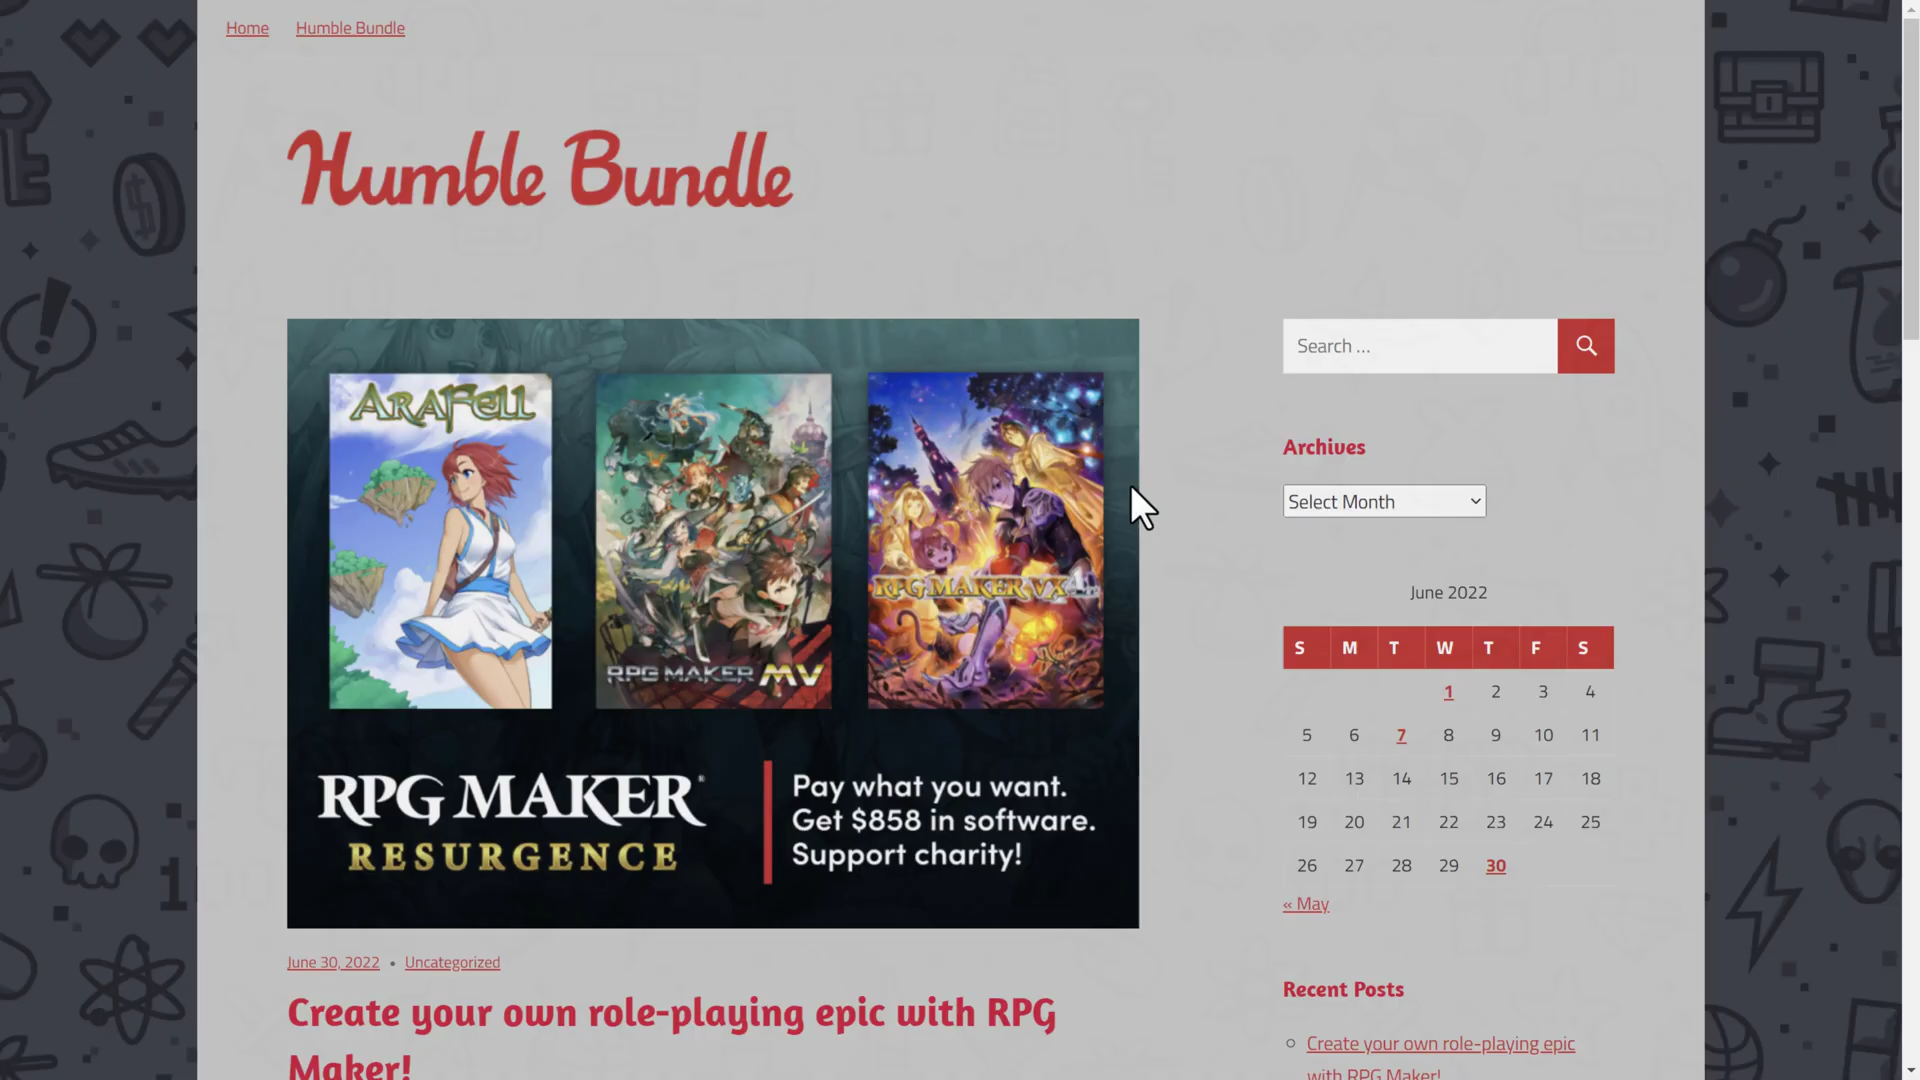 Home Humble Bundle
Humble Bundle
ARAFELL
RPG MAKER MV
RPG MAKER VX
RPG MAKER®
RESURGENCE
Pay what you want.
Get $858 in software.
Support charity!
June 30, 2022 • Uncategorized
Create your own role-playing epic with RPG
Maker!
Search …
Archives
Select Month
June 2022
S M T W T F S
1 2 3 4
5 6 7 8 9 10 11
12 13 14 15 16 17 18
19 20 21 22 23 24 25
26 27 28 29 30
« May
Recent Posts
Create your own role-playing epic
with RPG Maker!